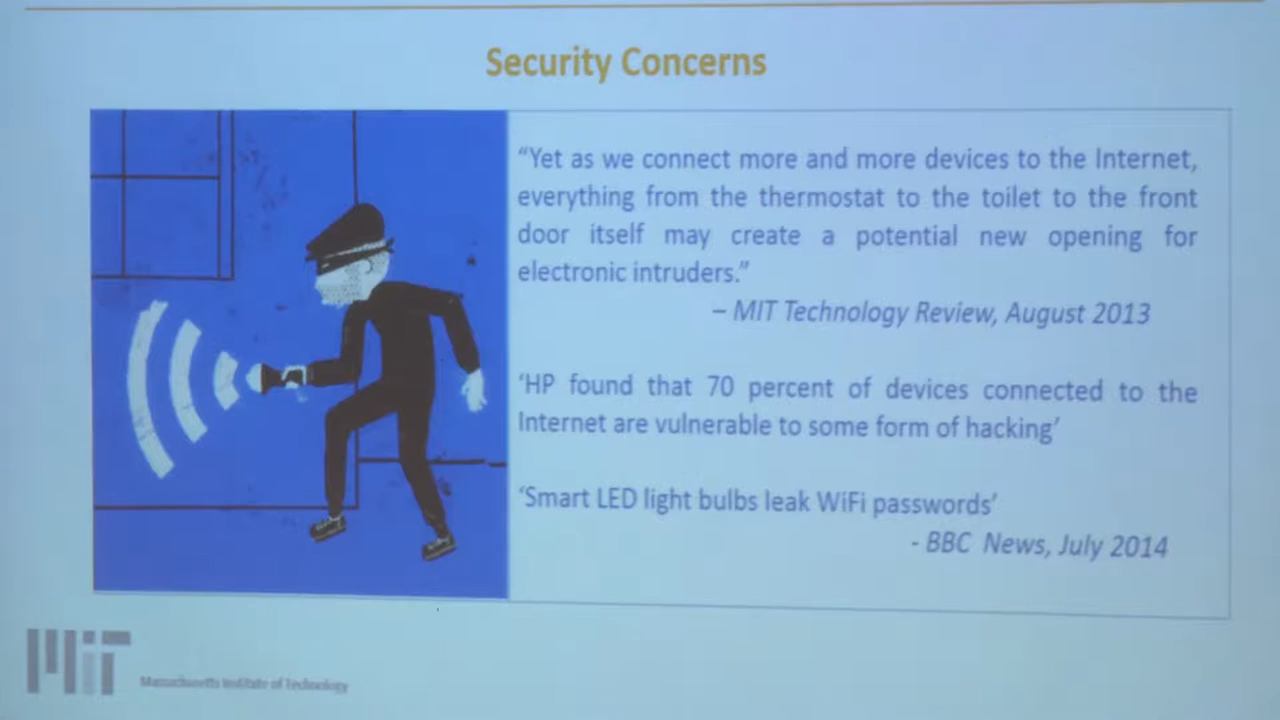 Security Concerns
“Yet as we connect more and more devices to the Internet,
everything from the thermostat to the toilet to the front
door itself may create a potential new opening for
electronic intruders.”
– MIT Technology Review, August 2013
‘HP found that 70 percent of devices connected to the
Internet are vulnerable to some form of hacking’
‘Smart LED light bulbs leak WiFi passwords’
- BBC News, July 2014
MIT
Massachusetts Institute of Technology